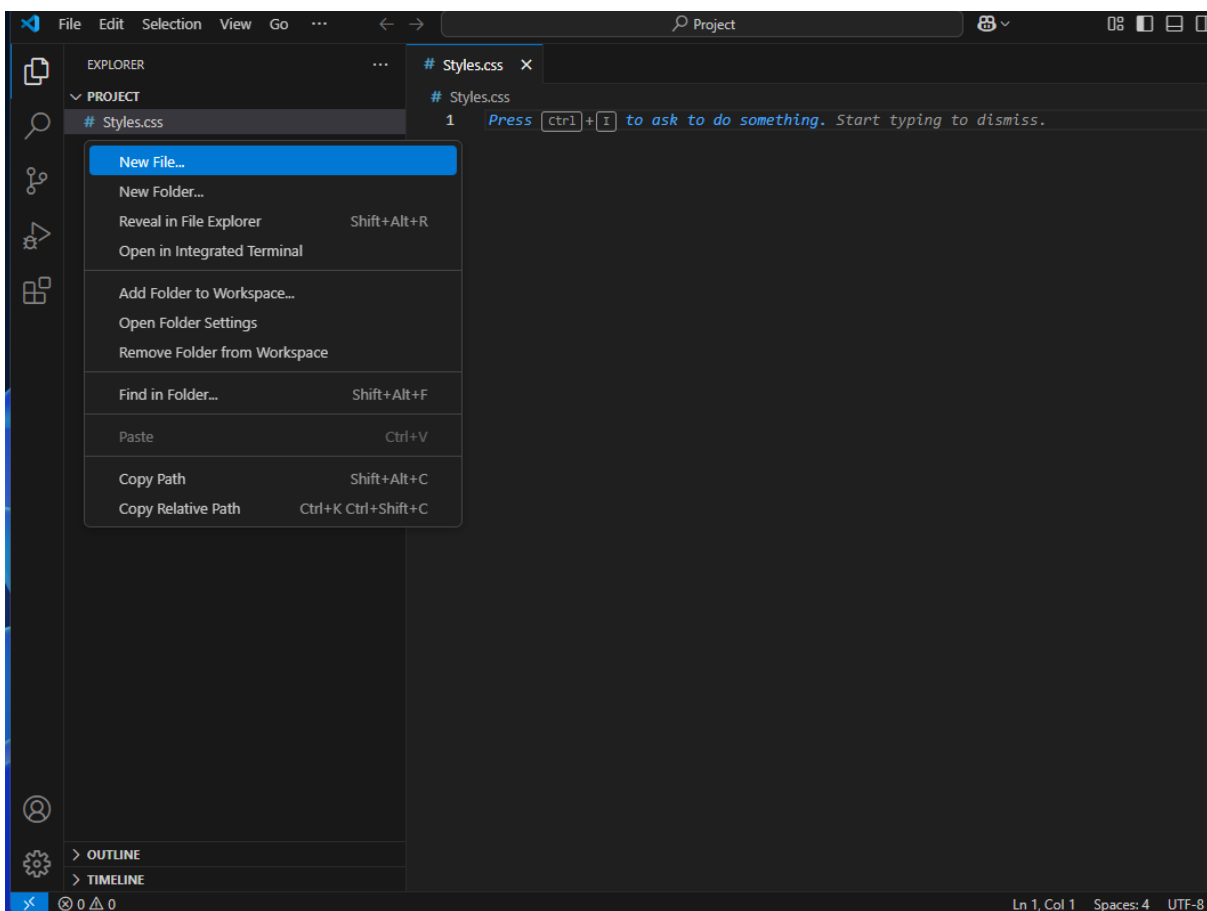 File Edit Selection View Go ··· Project
EXPLORER ···
PROJECT
# Styles.css
# Styles.css
# Styles.css
1 Press Ctrl+I to ask to do something. Start typing to dismiss.
New File...
New Folder...
Reveal in File Explorer Shift+Alt+R
Open in Integrated Terminal
Add Folder to Workspace...
Open Folder Settings
Remove Folder from Workspace
Find in Folder... Shift+Alt+F
Paste Ctrl+V
Copy Path Shift+Alt+C
Copy Relative Path Ctrl+K Ctrl+Shift+C
OUTLINE
TIMELINE
0 0 Ln 1, Col 1 Spaces: 4 UTF-8